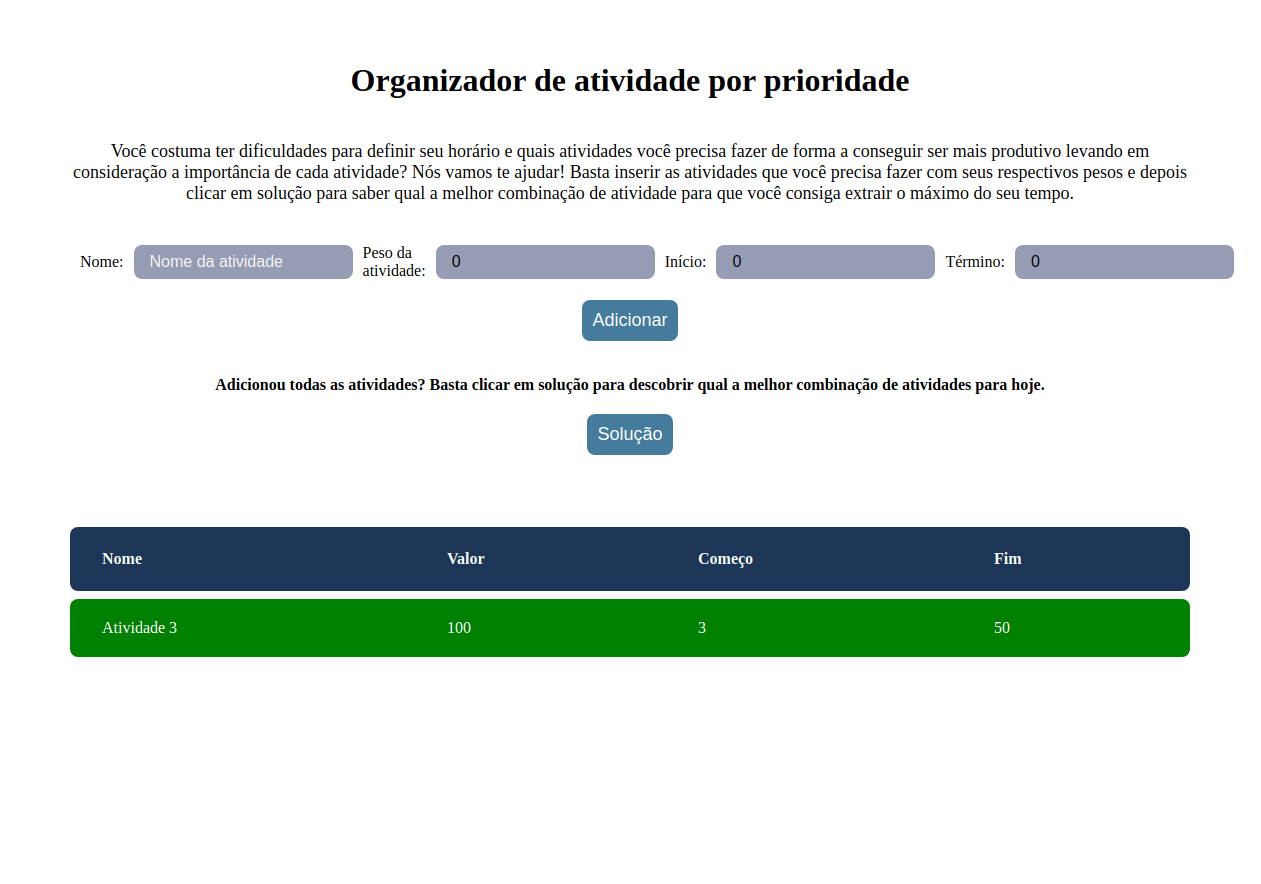 Organizador de atividade por prioridade
Você costuma ter dificuldades para definir seu horário e quais atividades você precisa fazer de forma a conseguir ser mais produtivo levando em
consideração a importância de cada atividade? Nós vamos te ajudar! Basta inserir as atividades que você precisa fazer com seus respectivos pesos e depois
clicar em solução para saber qual a melhor combinação de atividade para que você consiga extrair o máximo do seu tempo.
Nome: Nome da atividade Peso da atividade: 0 Início: 0 Término: 0
Adicionar
Adicionou todas as atividades? Basta clicar em solução para descobrir qual a melhor combinação de atividades para hoje.
Solução
Nome Valor Começo Fim
Atividade 3 100 3 50